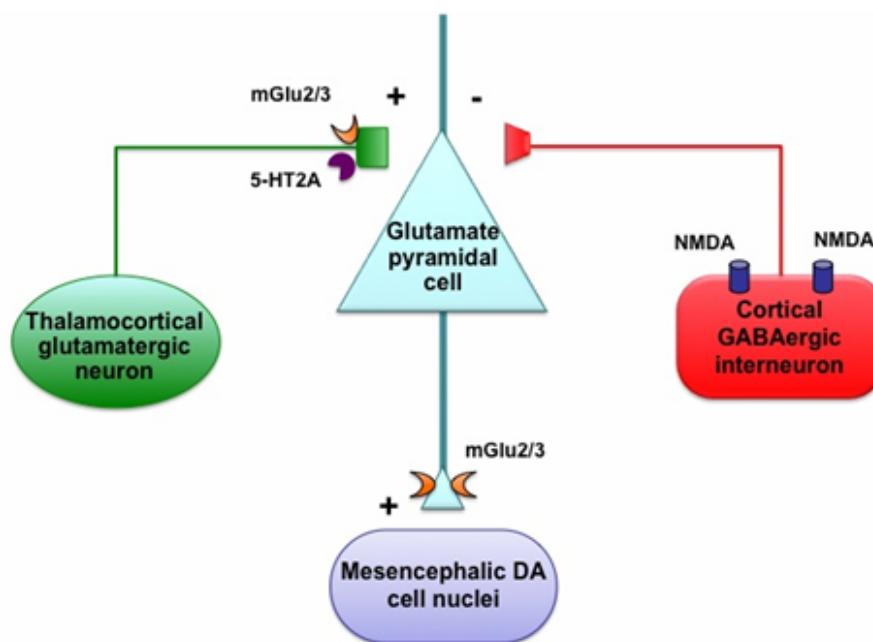 mGlu2/3
+
-
5-HT2A
Glutamate
pyramidal
cell
NMDA
NMDA
Thalamocortical
glutamatergic
neuron
Cortical
GABAergic
interneuron
mGlu2/3
+
Mesencephalic DA
cell nuclei